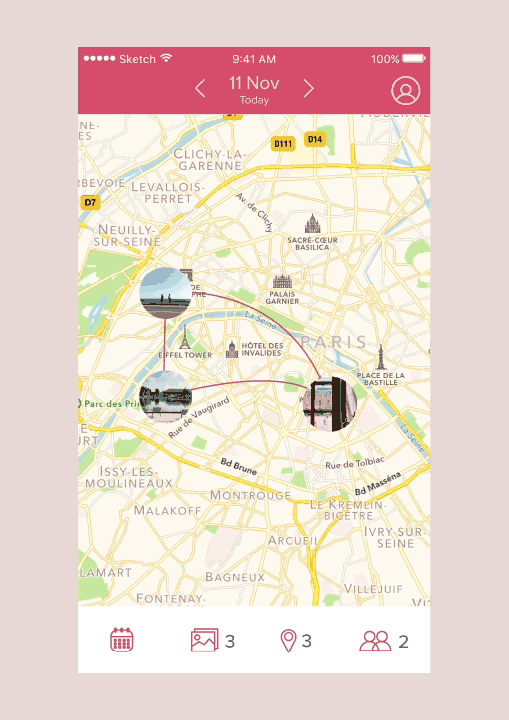 Sketch
9:41 AM
100%
11 Nov
Today
D111
D14
CLICHY-LA-
GARENNE
LEVALLOIS-
PERRET
D7
Av. de Clichy
NEUILLY-
SUR-SEINE
SACRÉ-CŒUR
BASILICA
PALAIS
GARNIER
La Seine
PARIS
EIFFEL TOWER
HÔTEL DES
INVALIDES
PLACE DE LA
BASTILLE
Parc des Prin
Rue de Vaugirard
La Seine
Bd Brune
Rue de Tolbiac
ISSY-LES-
MOULINEAUX
Bd Masséna
MONTROUGE
MALAKOFF
LE KREMLIN-
BICÊTRE
IVRY-SUR-
SEINE
ARCUEIL
LAMART
BAGNEUX
VILLEJUIF
FONTENAY-
3
3
2